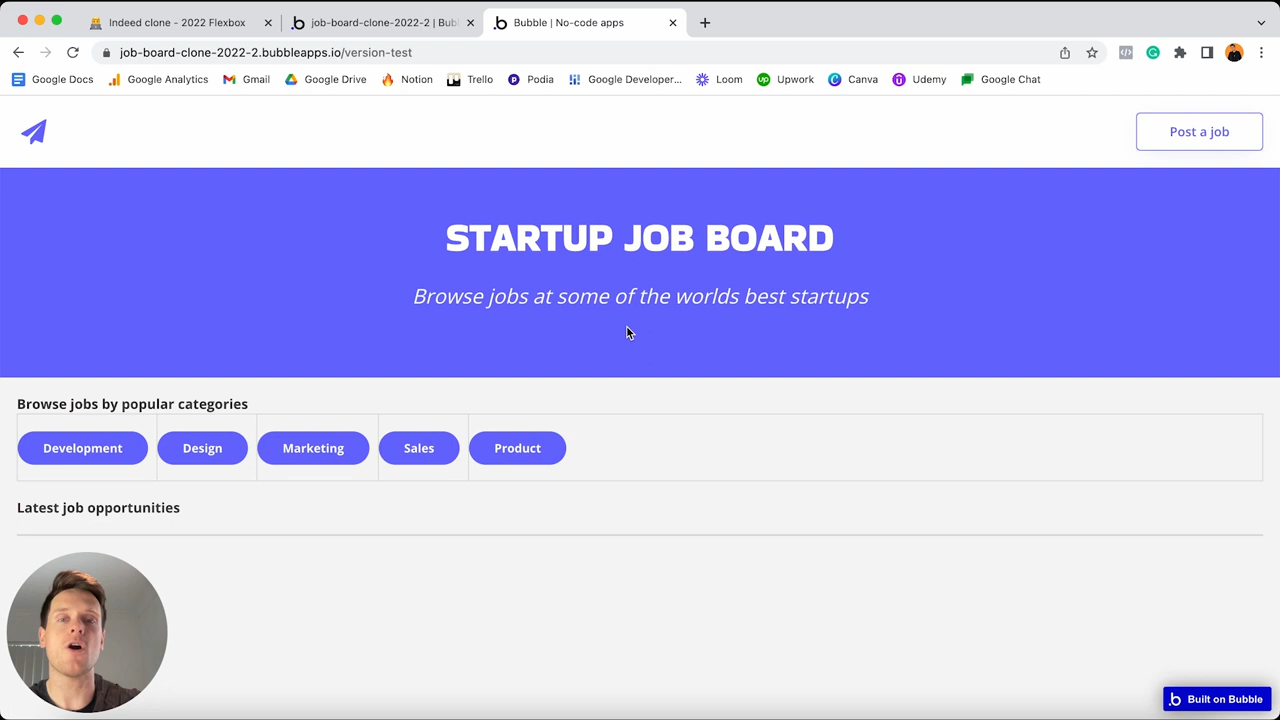 Indeed clone - 2022 Flexbox
job-board-clone-2022-2 | Bubl
Bubble | No-code apps
job-board-clone-2022-2.bubbleapps.io/version-test
Google Docs
Google Analytics
Gmail
Google Drive
Notion
Trello
Podia
Google Developer...
Loom
Upwork
Canva
Udemy
Google Chat
Post a job
STARTUP JOB BOARD
Browse jobs at some of the worlds best startups
Browse jobs by popular categories
Development
Design
Marketing
Sales
Product
Latest job opportunities
Built on Bubble